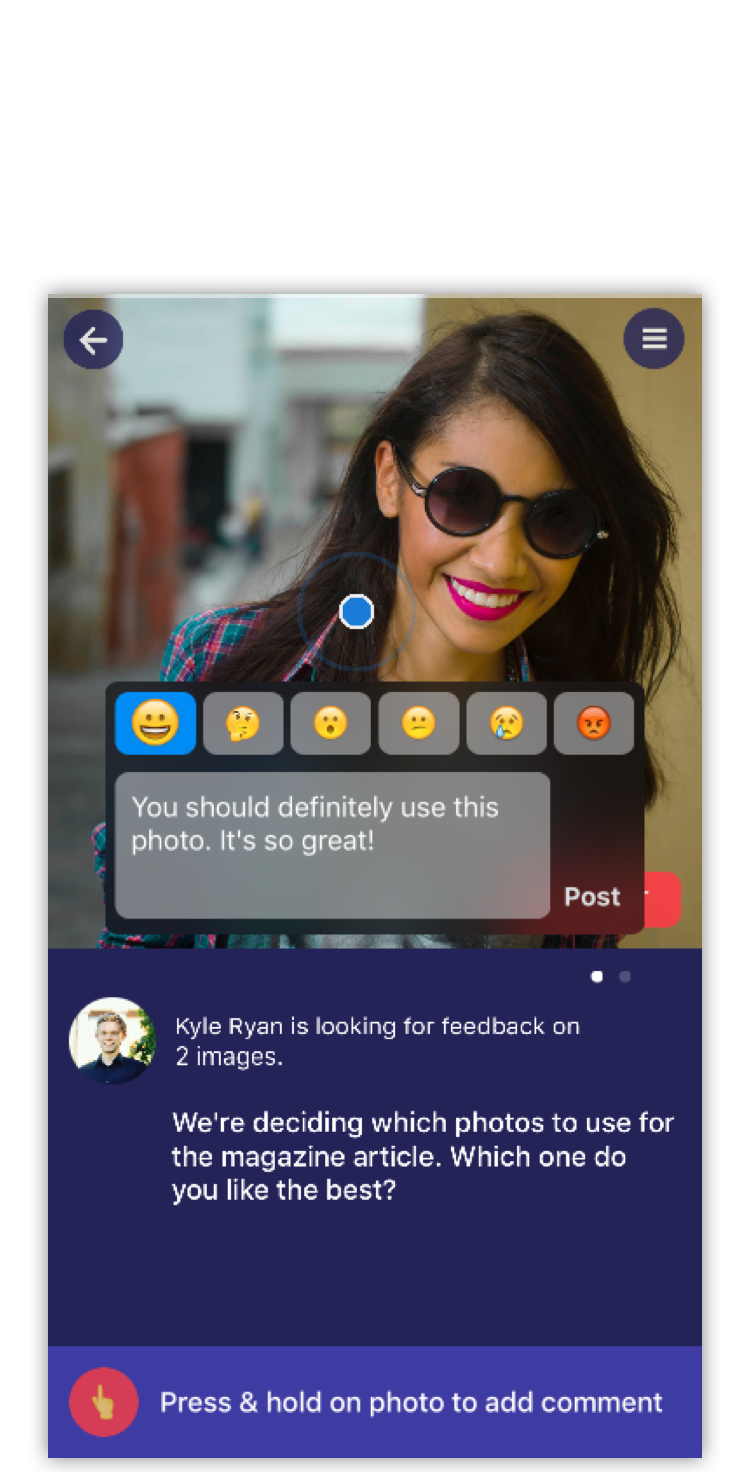 You should definitely use this
photo. It's so great!
Post
Kyle Ryan is looking for feedback on
2 images.
We're deciding which photos to use for
the magazine article. Which one do
you like the best?
Press & hold on photo to add comment